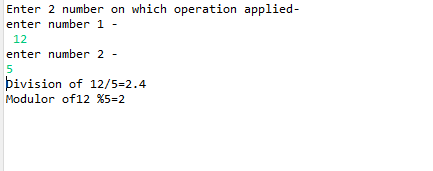 Enter 2 number on which operation applied-
enter number 1 -
12
enter number 2 -
5
Division of 12/5=2.4
Modulor of12 %5=2